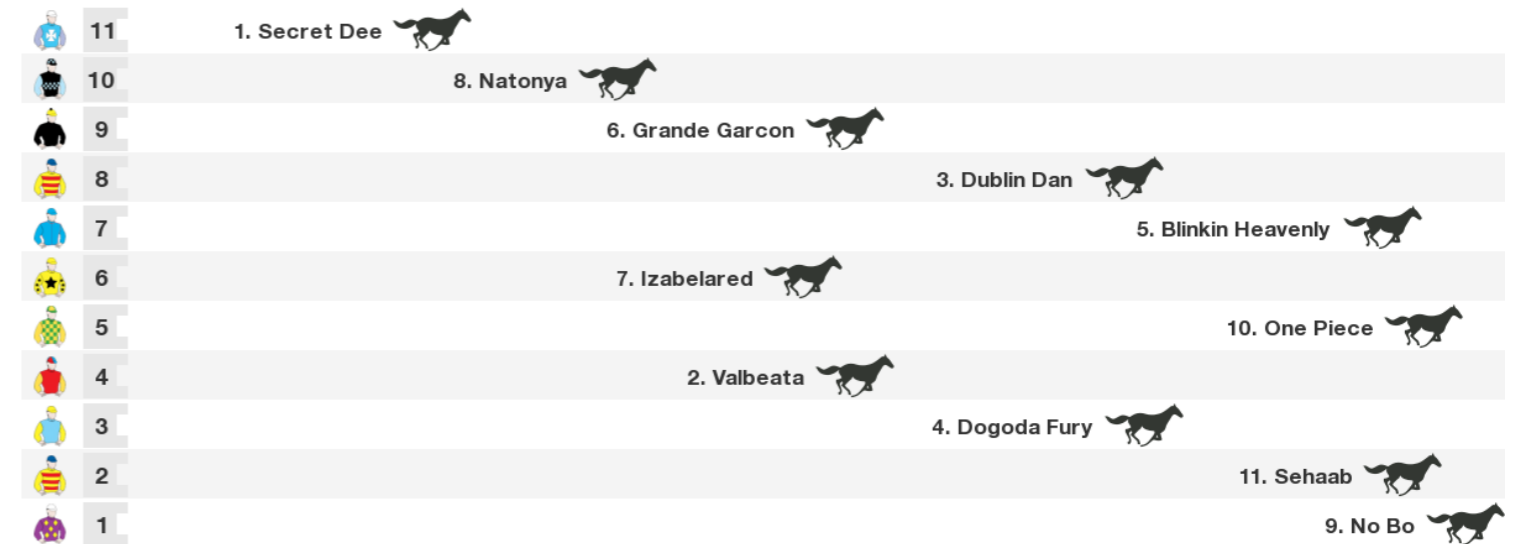 11 1. Secret Dee
10 8. Natonya
9 6. Grande Garcon
8 3. Dublin Dan
7 5. Blinkin Heavenly
6 7. Izabelared
5 10. One Piece
4 2. Valbeata
3 4. Dogoda Fury
2 11. Sehaab
1 9. No Bo